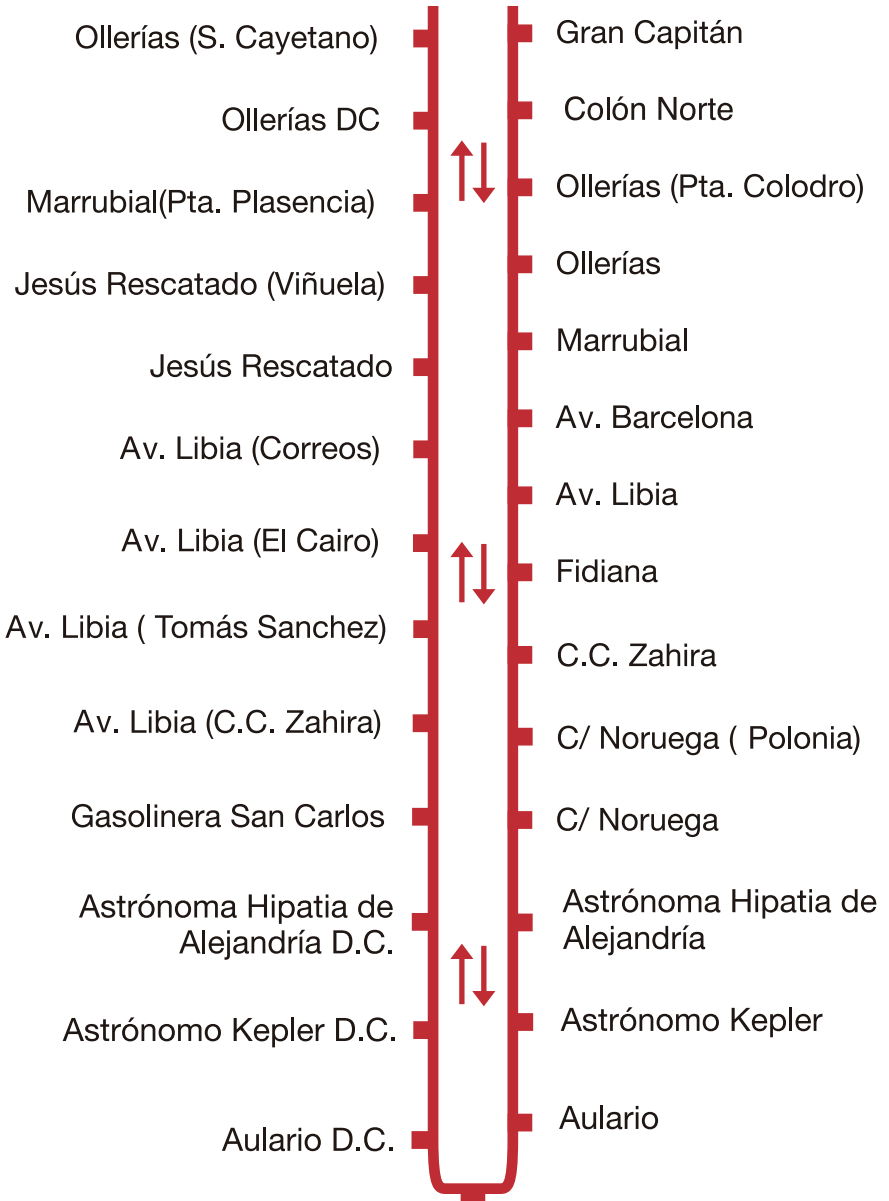 Ollerías (S. Cayetano)
Ollerías DC
Marrubial(Pta. Plasencia)
Jesús Rescatado (Viñuela)
Jesús Rescatado
Av. Libia (Correos)
Av. Libia (El Cairo)
Av. Libia ( Tomás Sanchez)
Av. Libia (C.C. Zahira)
Gasolinera San Carlos
Astrónoma Hipatia de
Alejandría D.C.
Astrónomo Kepler D.C.
Aulario D.C.
Gran Capitán
Colón Norte
Ollerías (Pta. Colodro)
Ollerías
Marrubial
Av. Barcelona
Av. Libia
Fidiana
C.C. Zahira
C/ Noruega ( Polonia)
C/ Noruega
Astrónoma Hipatia de
Alejandría
Astrónomo Kepler
Aulario